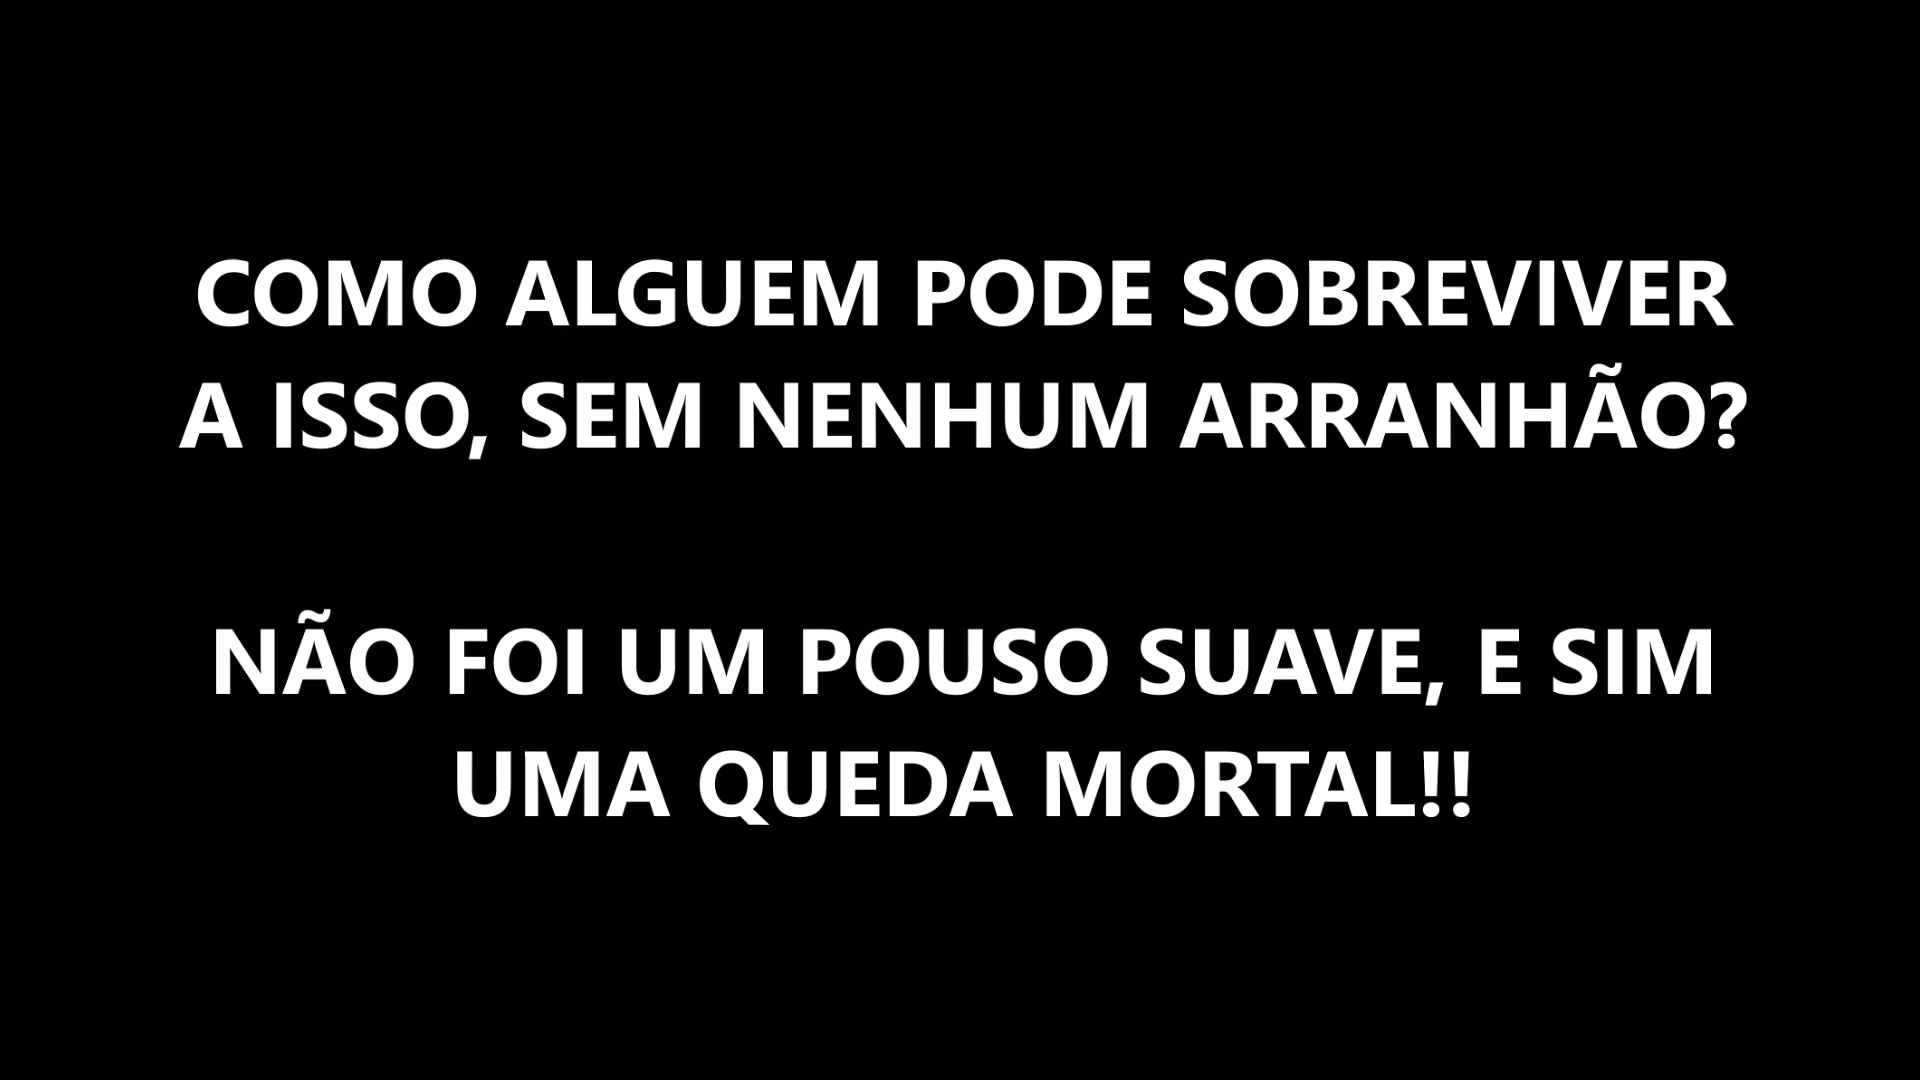 COMO ALGUEM PODE SOBREVIVER
A ISSO, SEM NENHUM ARRANHÃO?
NÃO FOI UM POUSO SUAVE, E SIM
UMA QUEDA MORTAL!!